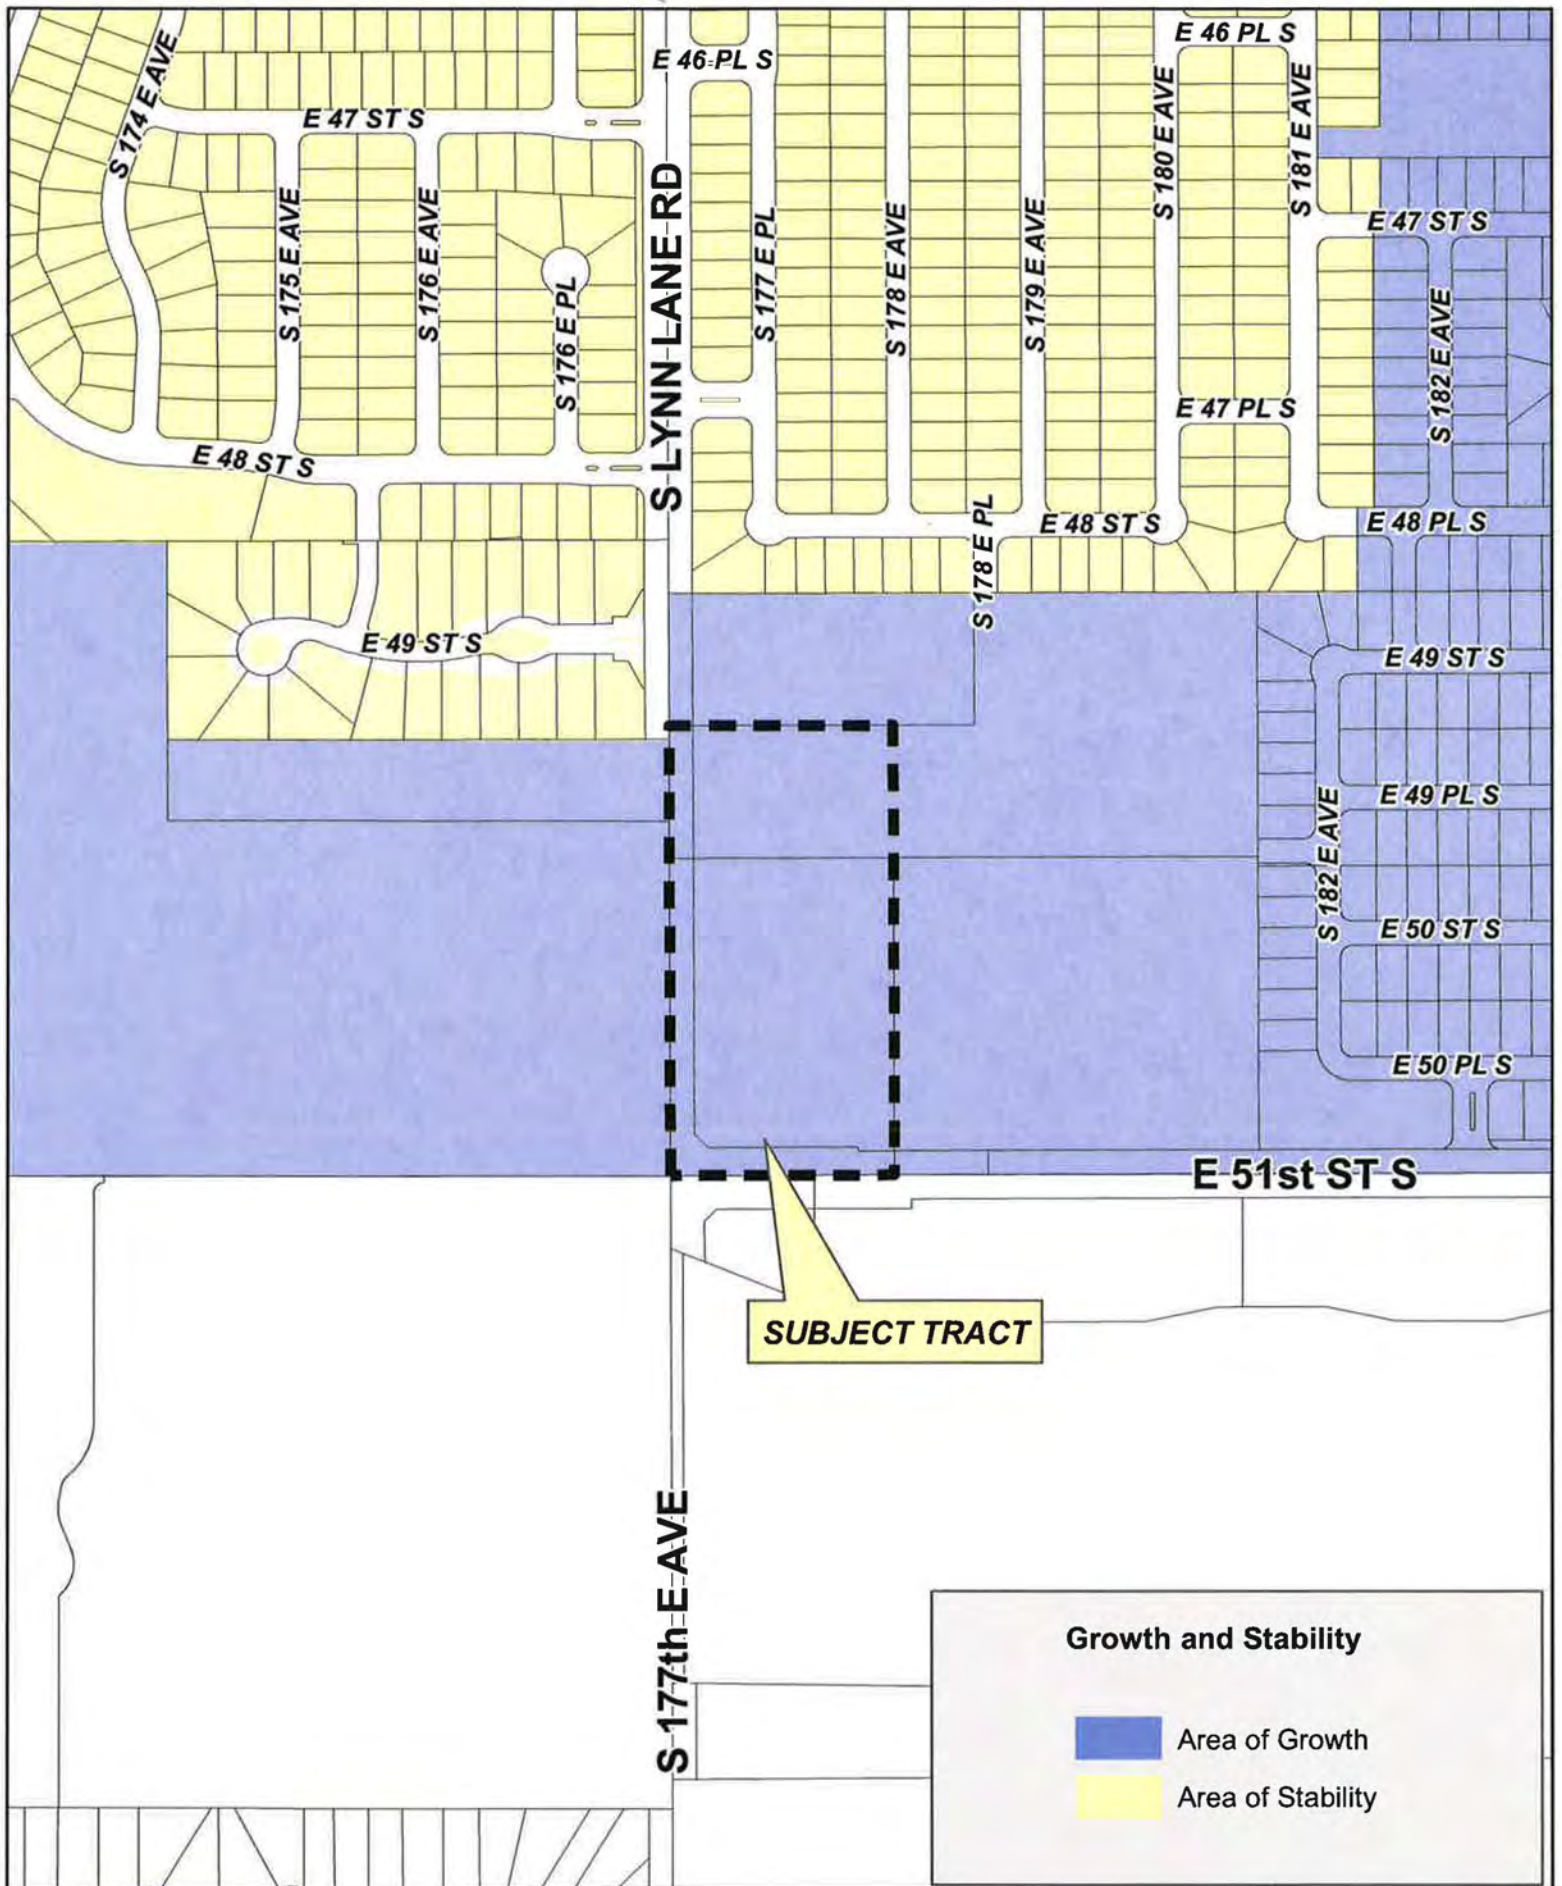 E 46 PL S
E 46 PL S
S 174 E AVE
E 47 ST S
S 180 E AVE
S 181 E AVE
S 175 E AVE
S 176 E AVE
S LYNN LANE RD
S 177 E PL
S 178 E AVE
S 179 E AVE
E 47 ST S
S 176 E PL
S 182 E AVE
E 47 PL S
E 48 ST S
S 178 E PL
E 48 ST S
E 48 PL S
E 49 ST S
E 49 ST S
E 49 PL S
S 182 E AVE
E 50 ST S
E 50 PL S
E 51st ST S
SUBJECT TRACT
S 177th E AVE
Growth and Stability
Area of Growth
Area of Stability